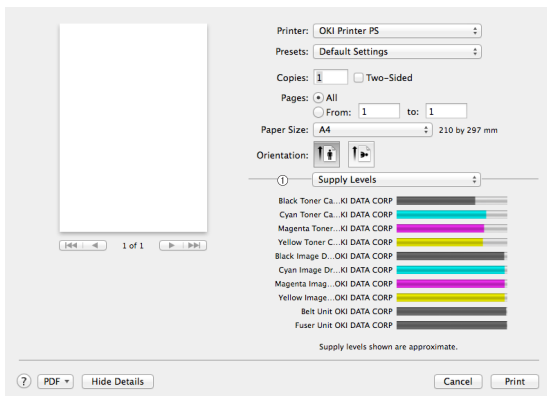 Printer: OKI Printer PS
Presets: Default Settings
Copies: 1 Two-Sided
Pages: All
From: 1 to: 1
Paper Size: A4 210 by 297 mm
Orientation:
1 Supply Levels
Black Toner Ca...KI DATA CORP
Cyan Toner Ca...KI DATA CORP
Magenta Toner...KI DATA CORP
Yellow Toner C...KI DATA CORP
Black Image D...OKI DATA CORP
Cyan Image Dr...KI DATA CORP
Magenta Imag...OKI DATA CORP
Yellow Image...OKI DATA CORP
Belt Unit OKI DATA CORP
Fuser Unit OKI DATA CORP
Supply levels shown are approximate.
1 of 1
? PDF Hide Details Cancel Print